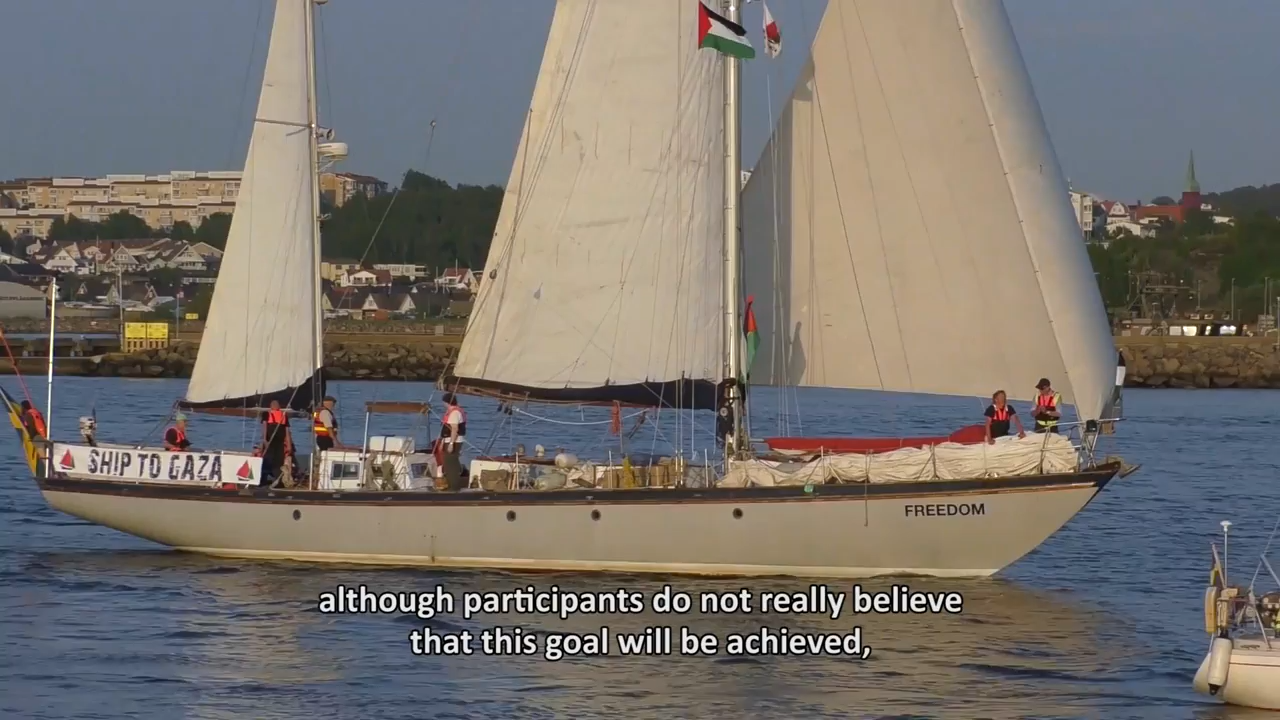 SHIP TO GAZA
FREEDOM
although participants do not really believe
that this goal will be achieved,